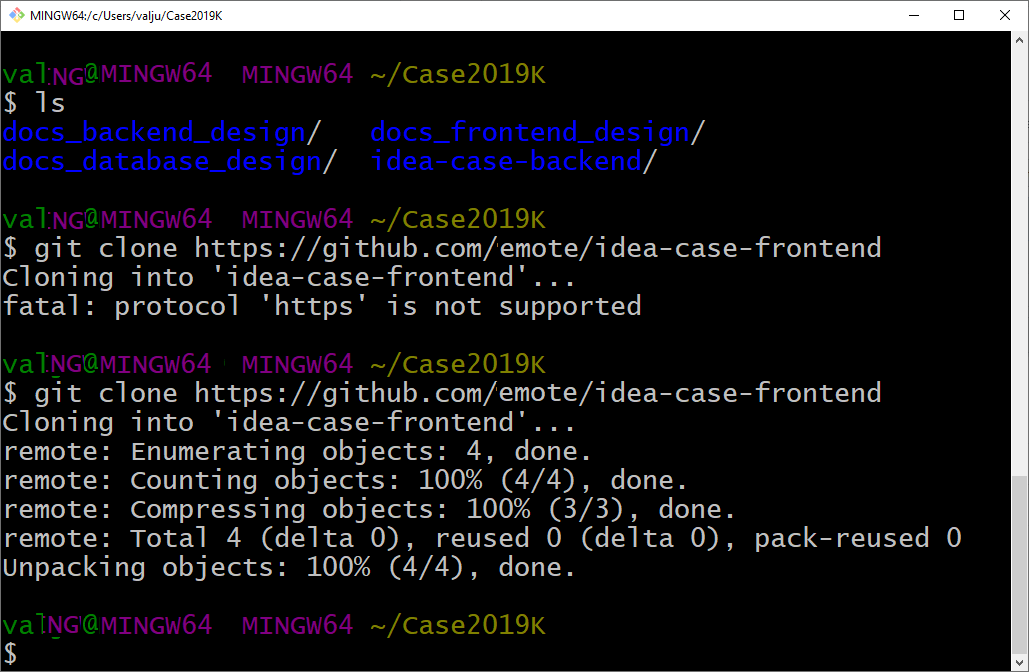 MINGW64:/c/Users/valju/Case2019K
valNG@MINGW64 MINGW64 ~/Case2019K
$ ls
docs_backend_design/ docs_frontend_design/
docs_database_design/ idea-case-backend/
valNG@MINGW64 MINGW64 ~/Case2019K
$ git clone https://github.com/emote/idea-case-frontend
Cloning into 'idea-case-frontend'...
fatal: protocol 'https' is not supported
valNG@MINGW64 MINGW64 ~/Case2019K
$ git clone https://github.com/emote/idea-case-frontend
Cloning into 'idea-case-frontend'...
remote: Enumerating objects: 4, done.
remote: Counting objects: 100% (4/4), done.
remote: Compressing objects: 100% (3/3), done.
remote: Total 4 (delta 0), reused 0 (delta 0), pack-reused 0
Unpacking objects: 100% (4/4), done.
valNG@MINGW64 MINGW64 ~/Case2019K
$